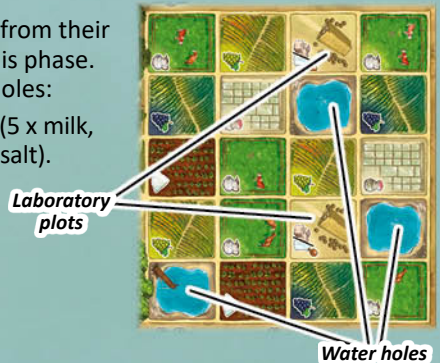 from their
is phase.
oles:
(5 x milk,
salt).
Laboratory
plots
Water holes